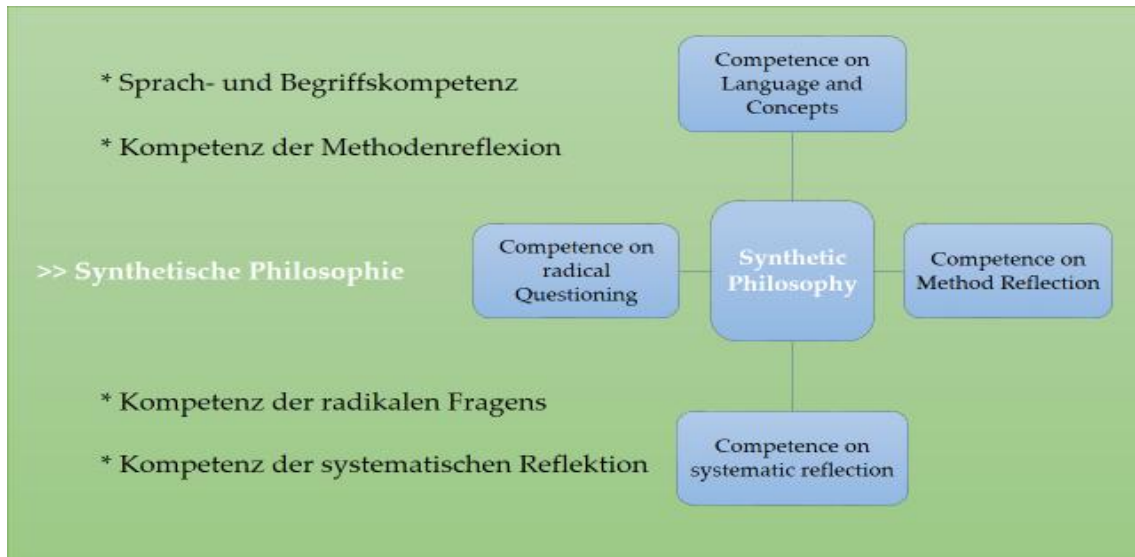 * Sprach- und Begriffskompetenz
* Kompetenz der Methodenreflexion
>> Synthetische Philosophie
* Kompetenz der radikalen Fragens
* Kompetenz der systematischen Reflektion
Competence on
Language and
Concepts
Competence on
radical
Questioning
Synthetic
Philosophy
Competence on
Method Reflection
Competence on
systematic reflection